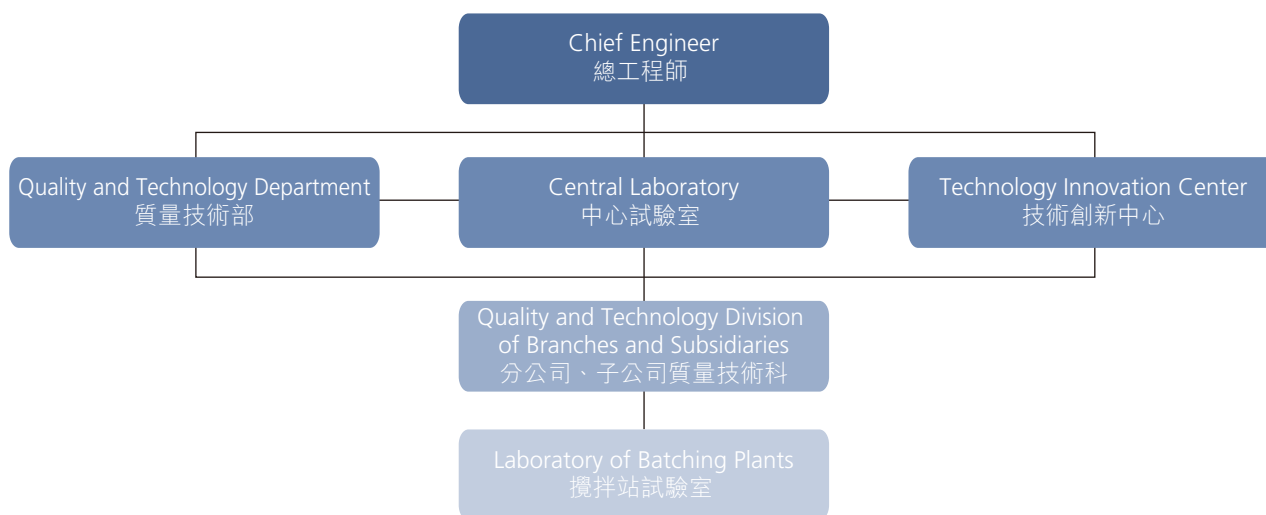 Chief Engineer
總工程師
Quality and Technology Department
質量技術部
Central Laboratory
中心試驗室
Technology Innovation Center
技術創新中心
Quality and Technology Division
of Branches and Subsidiaries
分公司、子公司質量技術科
Laboratory of Batching Plants
攪拌站試驗室